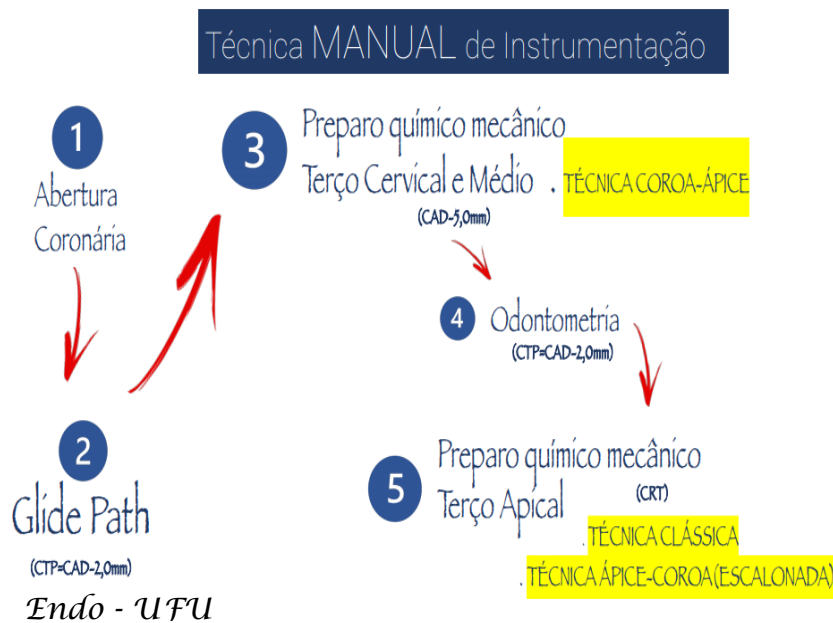 Técnica MANUAL de Instrumentação
1
Abertura
Coronária
2
Glide Path
(CTP=CAD-2,0mm)
3
Preparo químico mecânico
Terço Cervical e Médio . TÉCNICA COROA-ÁPICE
(CAD-5,0mm)
4
Odontometria
(CTP=CAD-2,0mm)
5
Preparo químico mecânico
Terço Apical (CRT)
. TÉCNICA CLÁSSICA
. TÉCNICA ÁPICE-COROA(ESCALONADA)
Endo - UFU